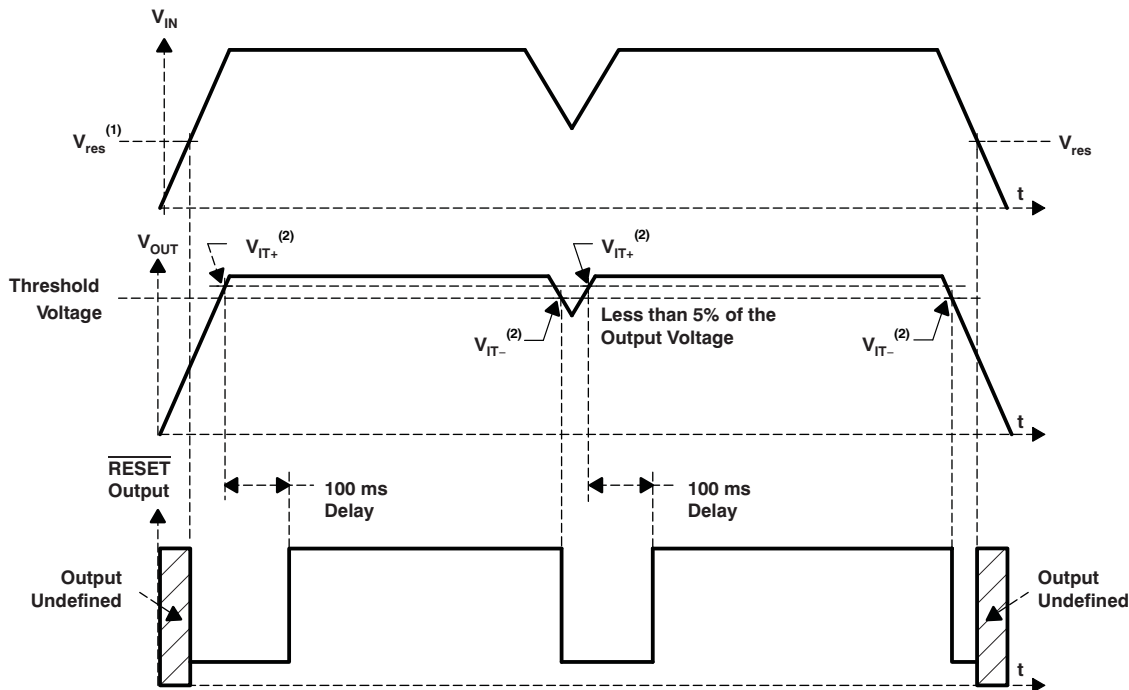 V_IN
V_res^(1)
V_res
t
V_OUT
V_IT+^(2)
V_IT+^(2)
Threshold
Voltage
Less than 5% of the
Output Voltage
V_IT–^(2)
V_IT–^(2)
t
R̅E̅S̅E̅T̅
Output
100 ms
Delay
100 ms
Delay
Output
Undefined
Output
Undefined
t